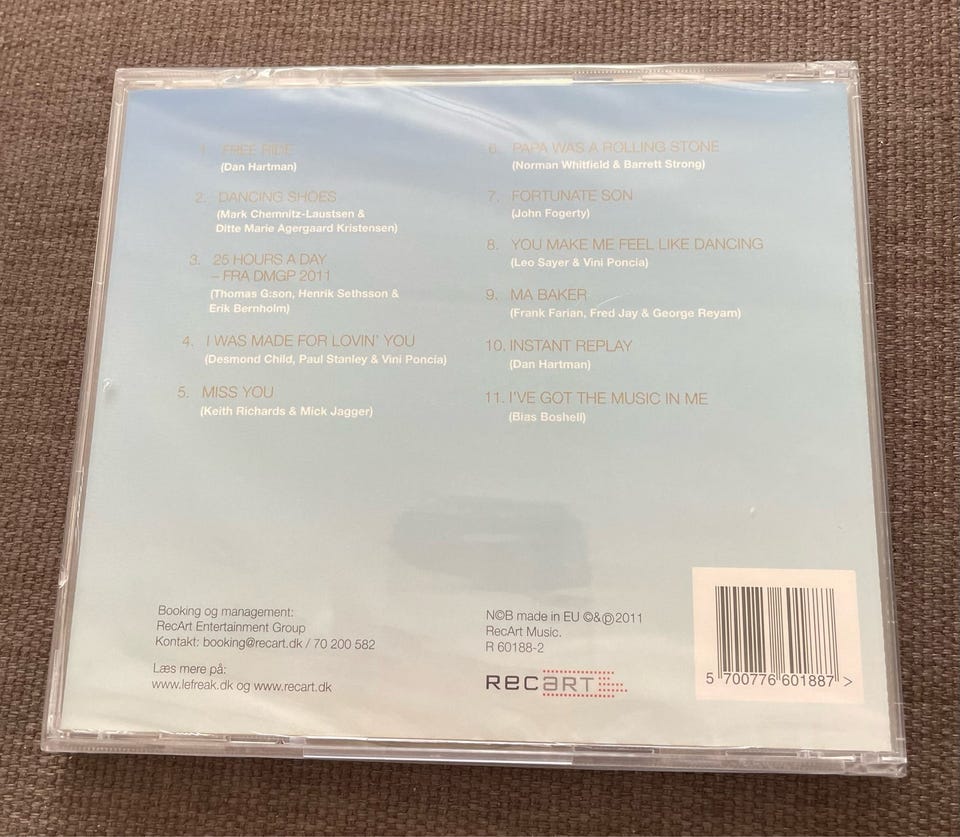 1. FREE RIDE
(Dan Hartman)
2. DANCING SHOES
(Mark Chemnitz-Laustsen &
Ditte Marie Agergaard Kristensen)
3. 25 HOURS A DAY
– FRA DMGP 2011
(Thomas G:son, Henrik Sethsson &
Erik Bernholm)
4. I WAS MADE FOR LOVIN' YOU
(Desmond Child, Paul Stanley & Vini Poncia)
5. MISS YOU
(Keith Richards & Mick Jagger)
6. PAPA WAS A ROLLING STONE
(Norman Whitfield & Barrett Strong)
7. FORTUNATE SON
(John Fogerty)
8. YOU MAKE ME FEEL LIKE DANCING
(Leo Sayer & Vini Poncia)
9. MA BAKER
(Frank Farian, Fred Jay & George Reyam)
10. INSTANT REPLAY
(Dan Hartman)
11. I'VE GOT THE MUSIC IN ME
(Bias Boshell)
Booking og management:
RecArt Entertainment Group
Kontakt: booking@recart.dk / 70 200 582
Læs mere på:
www.lefreak.dk og www.recart.dk
N©B made in EU ©&℗2011
RecArt Music.
R 60188-2
RECART
5 700776 601887 >